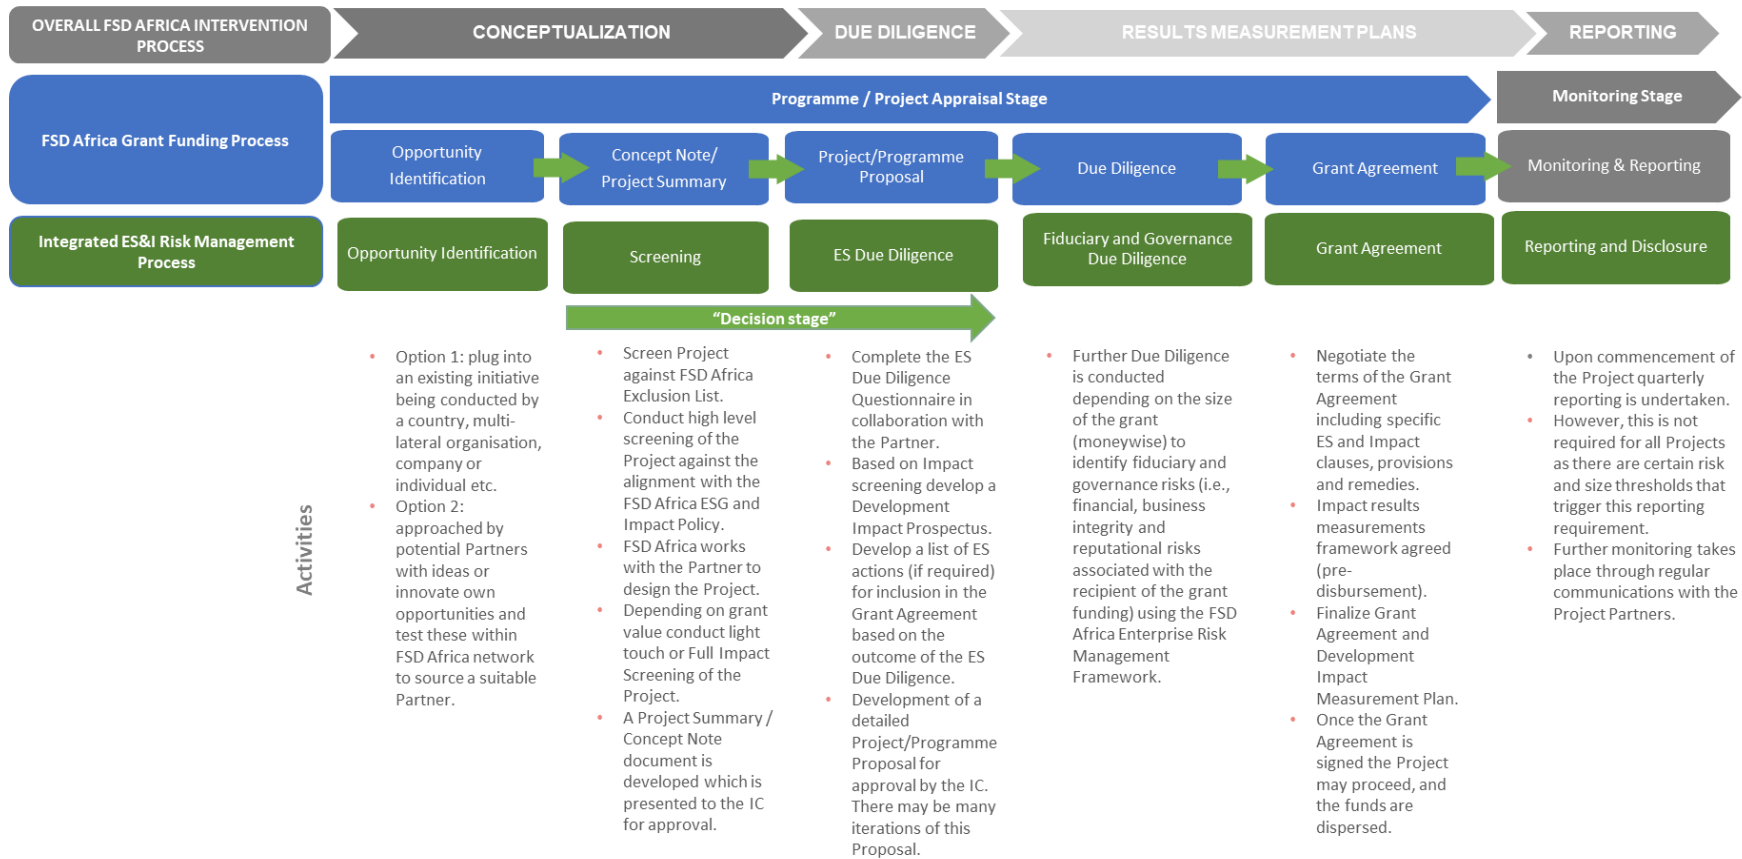 OVERALL FSD AFRICA INTERVENTION
PROCESS
CONCEPTUALIZATION
DUE DILIGENCE
RESULTS MEASUREMENT PLANS
REPORTING
FSD Africa Grant Funding Process
Programme / Project Appraisal Stage
Monitoring Stage
Opportunity
Identification
Concept Note/
Project Summary
Project/Programme
Proposal
Due Diligence
Grant Agreement
Monitoring & Reporting
Integrated ES&I Risk Management
Process
Opportunity Identification
Screening
ES Due Diligence
Fiduciary and Governance
Due Diligence
Grant Agreement
Reporting and Disclosure
“Decision stage”
Activities
• Option 1: plug into
an existing initiative
being conducted by
a country, multi-
lateral organisation,
company or
individual etc.
• Option 2:
approached by
potential Partners
with ideas or
innovate own
opportunities and
test these within
FSD Africa network
to source a suitable
Partner.
• Screen Project
against FSD Africa
Exclusion List.
• Conduct high level
screening of the
Project against the
alignment with the
FSD Africa ESG and
Impact Policy.
• FSD Africa works
with the Partner to
design the Project.
• Depending on grant
value conduct light
touch or Full Impact
Screening of the
Project.
• A Project Summary /
Concept Note
document is
developed which is
presented to the IC
for approval.
• Complete the ES
Due Diligence
Questionnaire in
collaboration with
the Partner.
• Based on Impact
screening develop a
Development
Impact Prospectus.
• Develop a list of ES
actions (if required)
for inclusion in the
Grant Agreement
based on the
outcome of the ES
Due Diligence.
• Development of a
detailed
Project/Programme
Proposal for
approval by the IC.
There may be many
iterations of this
Proposal.
• Further Due Diligence
is conducted
depending on the size
of the grant
(moneywise) to
identify fiduciary and
governance risks (i.e.,
financial, business
integrity and
reputational risks
associated with the
recipient of the grant
funding) using the FSD
Africa Enterprise Risk
Management
Framework.
• Negotiate the
terms of the Grant
Agreement
including specific
ES and Impact
clauses, provisions
and remedies.
• Impact results
measurements
framework agreed
(pre-
disbursement).
• Finalize Grant
Agreement and
Development
Impact
Measurement Plan.
• Once the Grant
Agreement is
signed the Project
may proceed, and
the funds are
dispersed.
• Upon commencement of
the Project quarterly
reporting is undertaken.
• However, this is not
required for all Projects
as there are certain risk
and size thresholds that
trigger this reporting
requirement.
• Further monitoring takes
place through regular
communications with the
Project Partners.